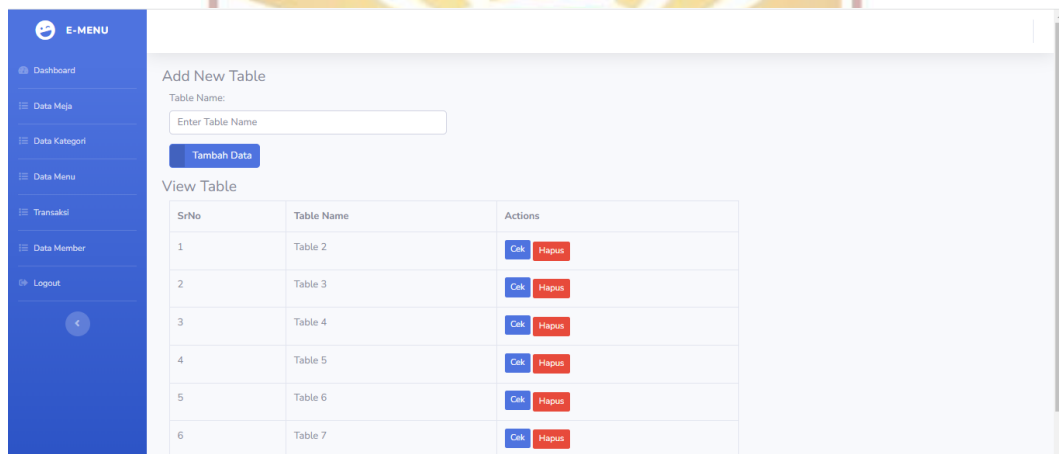 E-MENU
Dashboard
Data Meja
Data Kategori
Data Menu
Transaksi
Data Member
Logout
Add New Table
Table Name:
Enter Table Name
Tambah Data
View Table
SrNo Table Name Actions
1 Table 2 Cek Hapus
2 Table 3 Cek Hapus
3 Table 4 Cek Hapus
4 Table 5 Cek Hapus
5 Table 6 Cek Hapus
6 Table 7 Cek Hapus